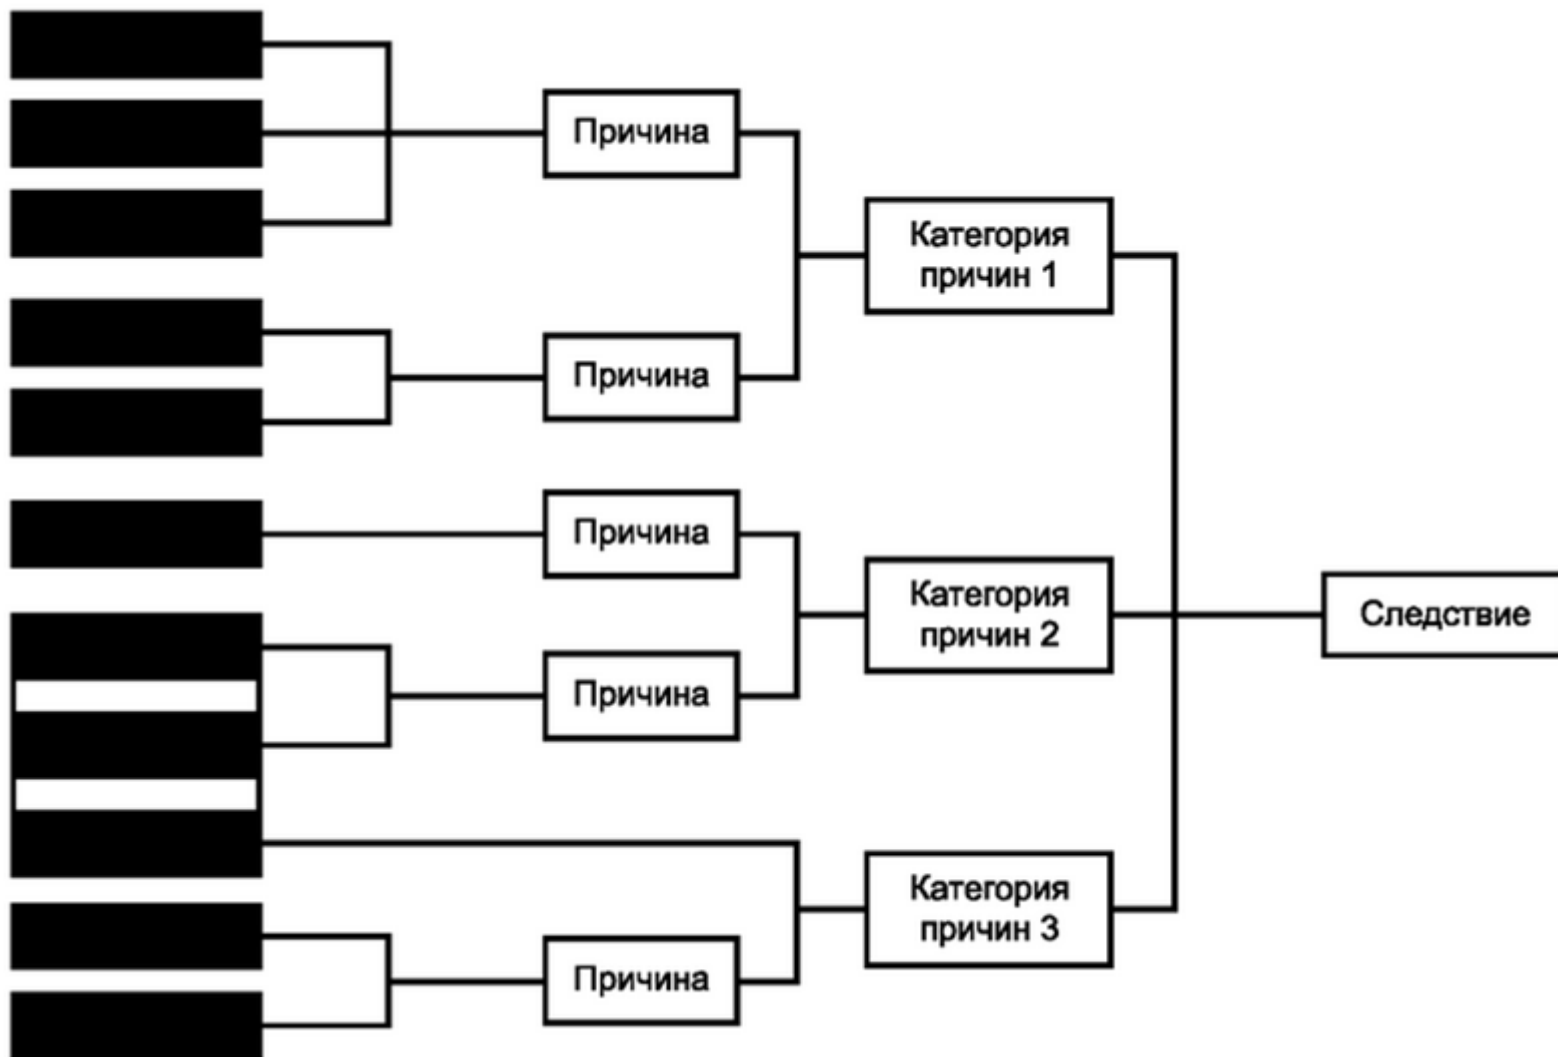 Причина
Категория
причин 1
Причина
Причина
Категория
причин 2
Следствие
Причина
Категория
причин 3
Причина